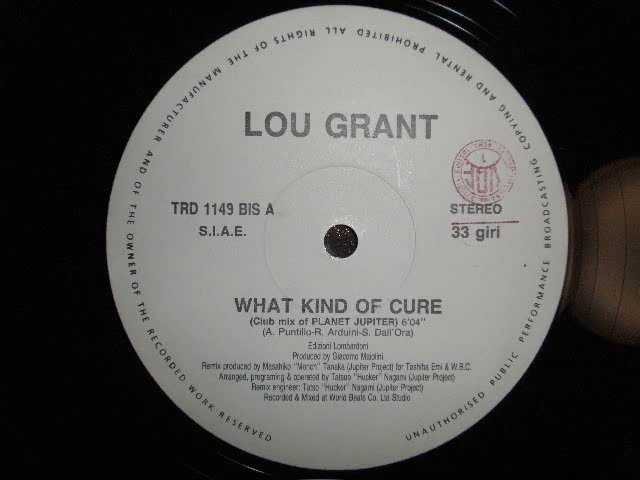 ALL RIGHTS OF THE MANUFACTURER AND OF THE OWNER OF THE RECORDED WORK RESERVED
UNAUTHORISED PUBLIC PERFORMANCE BROADCASTING COPYING AND RENTAL PROHIBITED
LOU GRANT
TRD 1149 BIS A
S.I.A.E.
STEREO
33 giri
WHAT KIND OF CURE
(Club mix of PLANET JUPITER) 6'04"
(A. Puntillo-R. Arduini-S. Dall'Ora)
Edizioni Lombardoni
Produced by Giacomo Maiolini
Remix produced by Masahiko "Monch" Tanaka (Jupiter Project) for Toshiba Emi & W.B.C.
Arranged, programing & operated by Tatsuo "Hucker" Nagami (Jupiter Project)
Remix engineer: Tatso "Hucker" Nagami (Jupiter Project)
Recorded & Mixed at World Beats Co. Ltd Studio